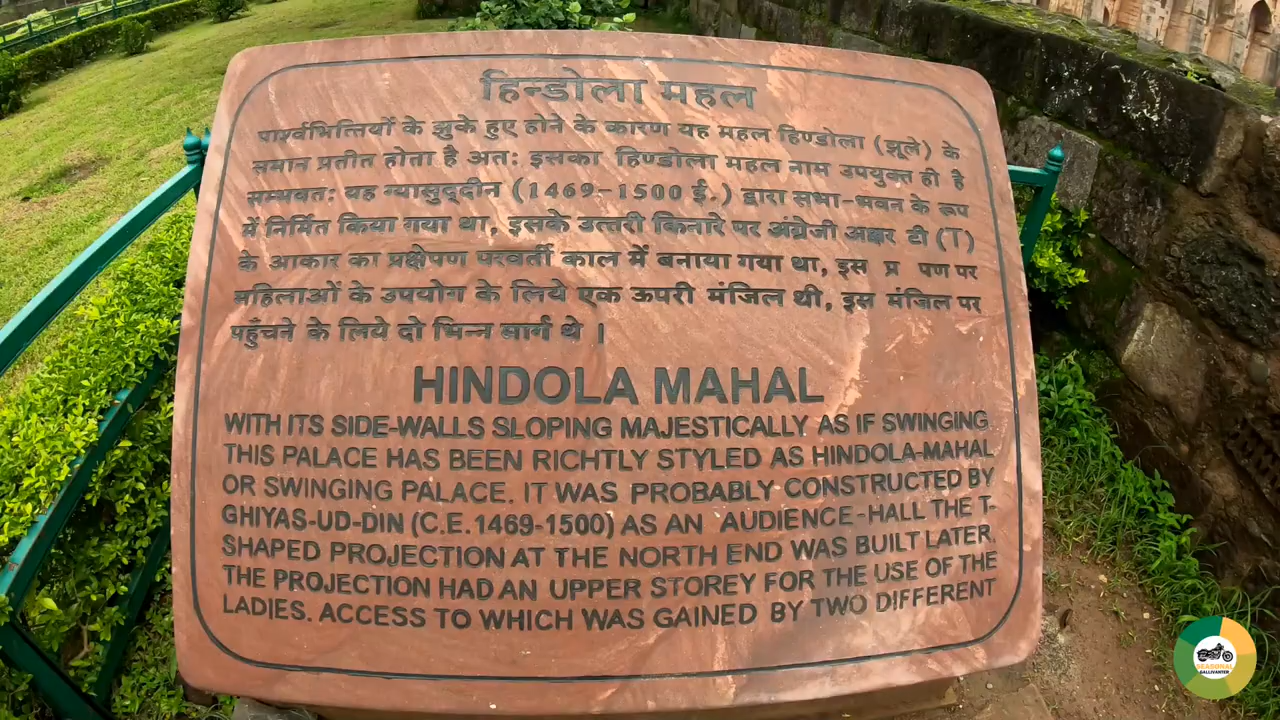 हिन्डोला महल
पार्श्वभित्तियों के झुके हुए होने के कारण यह महल हिण्डोला (झूले) के
समान प्रतीत होता है अत: इसका हिण्डोला महल नाम उपयुक्त ही है
सम्भवत: यह ग्यासुद्दीन (1469-1500 ई.) द्वारा सभा-भवन के रूप
में निर्मित किया गया था, इसके उत्तरी किनारे पर अंग्रेजी अक्षर टी (T)
के आकार का प्रक्षेपण परवर्ती काल में बनाया गया था, इस प्र पण पर
महिलाओं के उपयोग के लिये एक ऊपरी मंजिल थी, इस मंजिल पर
पहुँचने के लिये दो भिन्न मार्ग थे ।
HINDOLA MAHAL
WITH ITS SIDE-WALLS SLOPING MAJESTICALLY AS IF SWINGING
THIS PALACE HAS BEEN RICHTLY STYLED AS HINDOLA-MAHAL
OR SWINGING PALACE. IT WAS PROBABLY CONSTRUCTED BY
GHIYAS-UD-DIN (C.E.1469-1500) AS AN AUDIENCE-HALL THE T-
SHAPED PROJECTION AT THE NORTH END WAS BUILT LATER.
THE PROJECTION HAD AN UPPER STOREY FOR THE USE OF THE
LADIES. ACCESS TO WHICH WAS GAINED BY TWO DIFFERENT
SEASONAL
GALLIVANTER